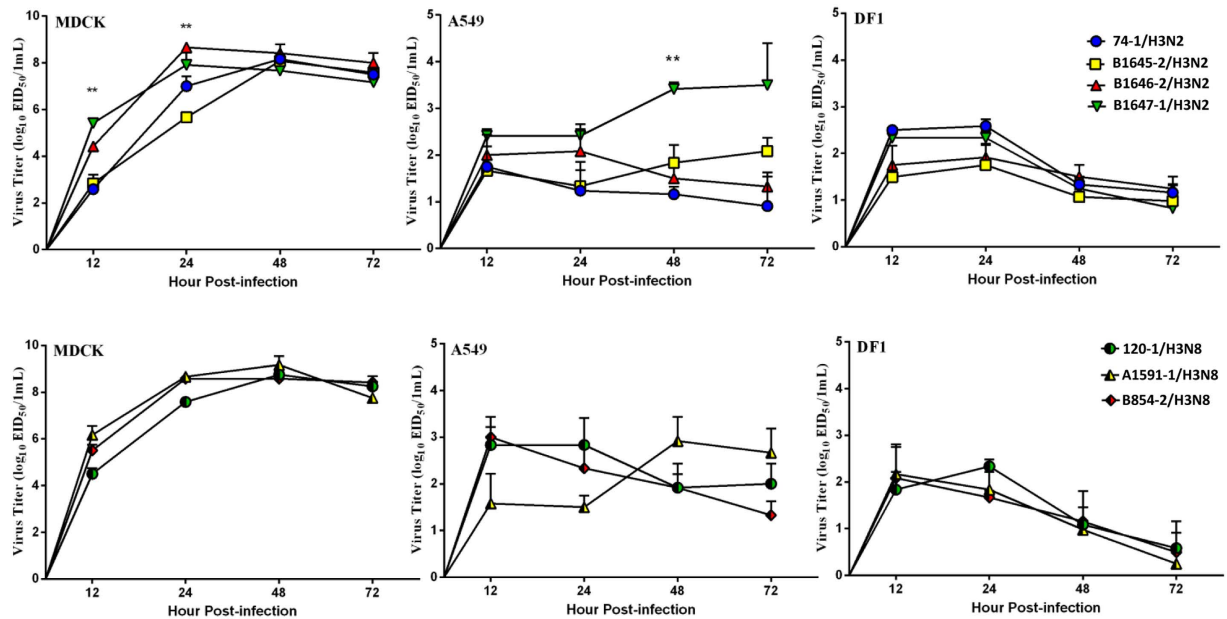 MDCK
Virus Titer (log10 EID50/1mL)
10
8
6
4
2
0
**
**
12
24
48
72
Hour Post-infection
A549
Virus Titer (log10 EID50/1mL)
5
4
3
2
1
0
**
12
24
48
72
Hour Post-infection
DF1
Virus Titer (log10 EID50/1mL)
5
4
3
2
1
0
12
24
48
72
Hour Post-infection
74-1/H3N2
B1645-2/H3N2
B1646-2/H3N2
B1647-1/H3N2
MDCK
Virus Titer (log10 EID50/1mL)
10
8
6
4
2
0
12
24
48
72
Hour Post-infection
A549
Virus Titer (log10 EID50/1mL)
5
4
3
2
1
0
12
24
48
72
Hour Post-infection
DF1
Virus Titer (log10 EID50/1mL)
5
4
3
2
1
0
12
24
48
72
Hour Post-infection
120-1/H3N8
A1591-1/H3N8
B854-2/H3N8